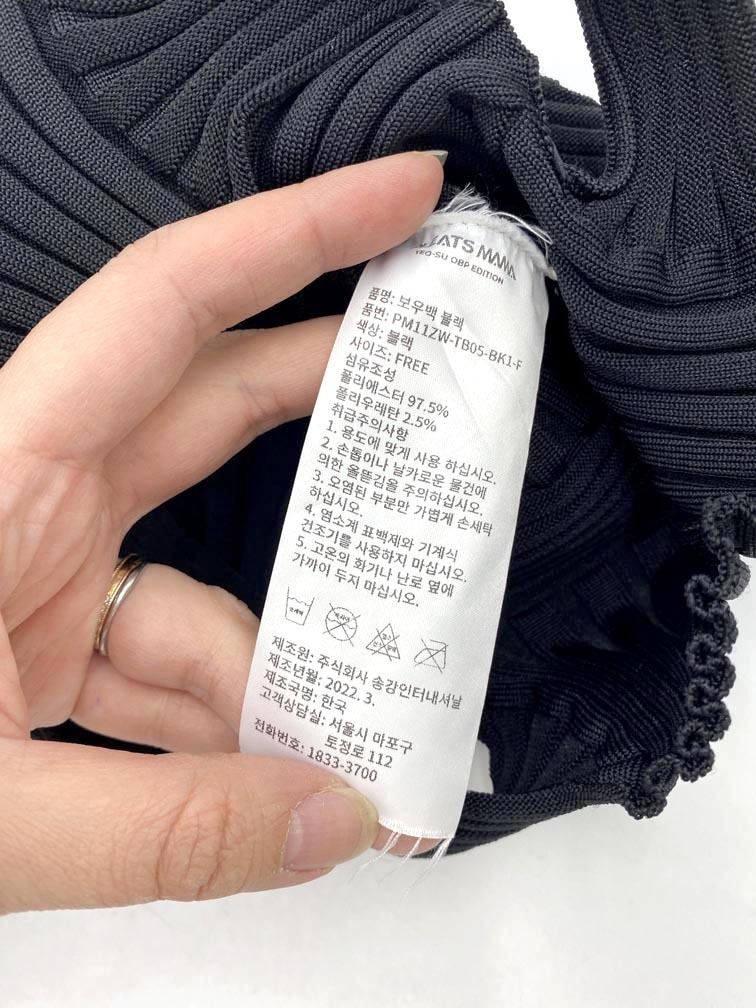 PLEATS MAMA
YEO-SU OBP EDITION
품명: 보우백 블랙
품번: PM11ZW-TB05-BK1-F
색상: 블랙
사이즈: FREE
섬유조성
폴리에스터 97.5%
폴리우레탄 2.5%
취급주의사항
1. 용도에 맞게 사용 하십시오.
2. 손톱이나 날카로운 물건에
의한 올뜯김을 주의하십시오.
3. 오염된 부분만 가볍게 손세탁
하십시오.
4. 염소계 표백제와 기계식
건조기를 사용하지 마십시오.
5. 고온의 화기나 난로 옆에
가까이 두지 마십시오.
제조원: 주식회사 송강인터내셔날
제조년월: 2022. 3.
제조국명: 한국
고객상담실: 서울시 마포구
토정로 112
전화번호: 1833-3700